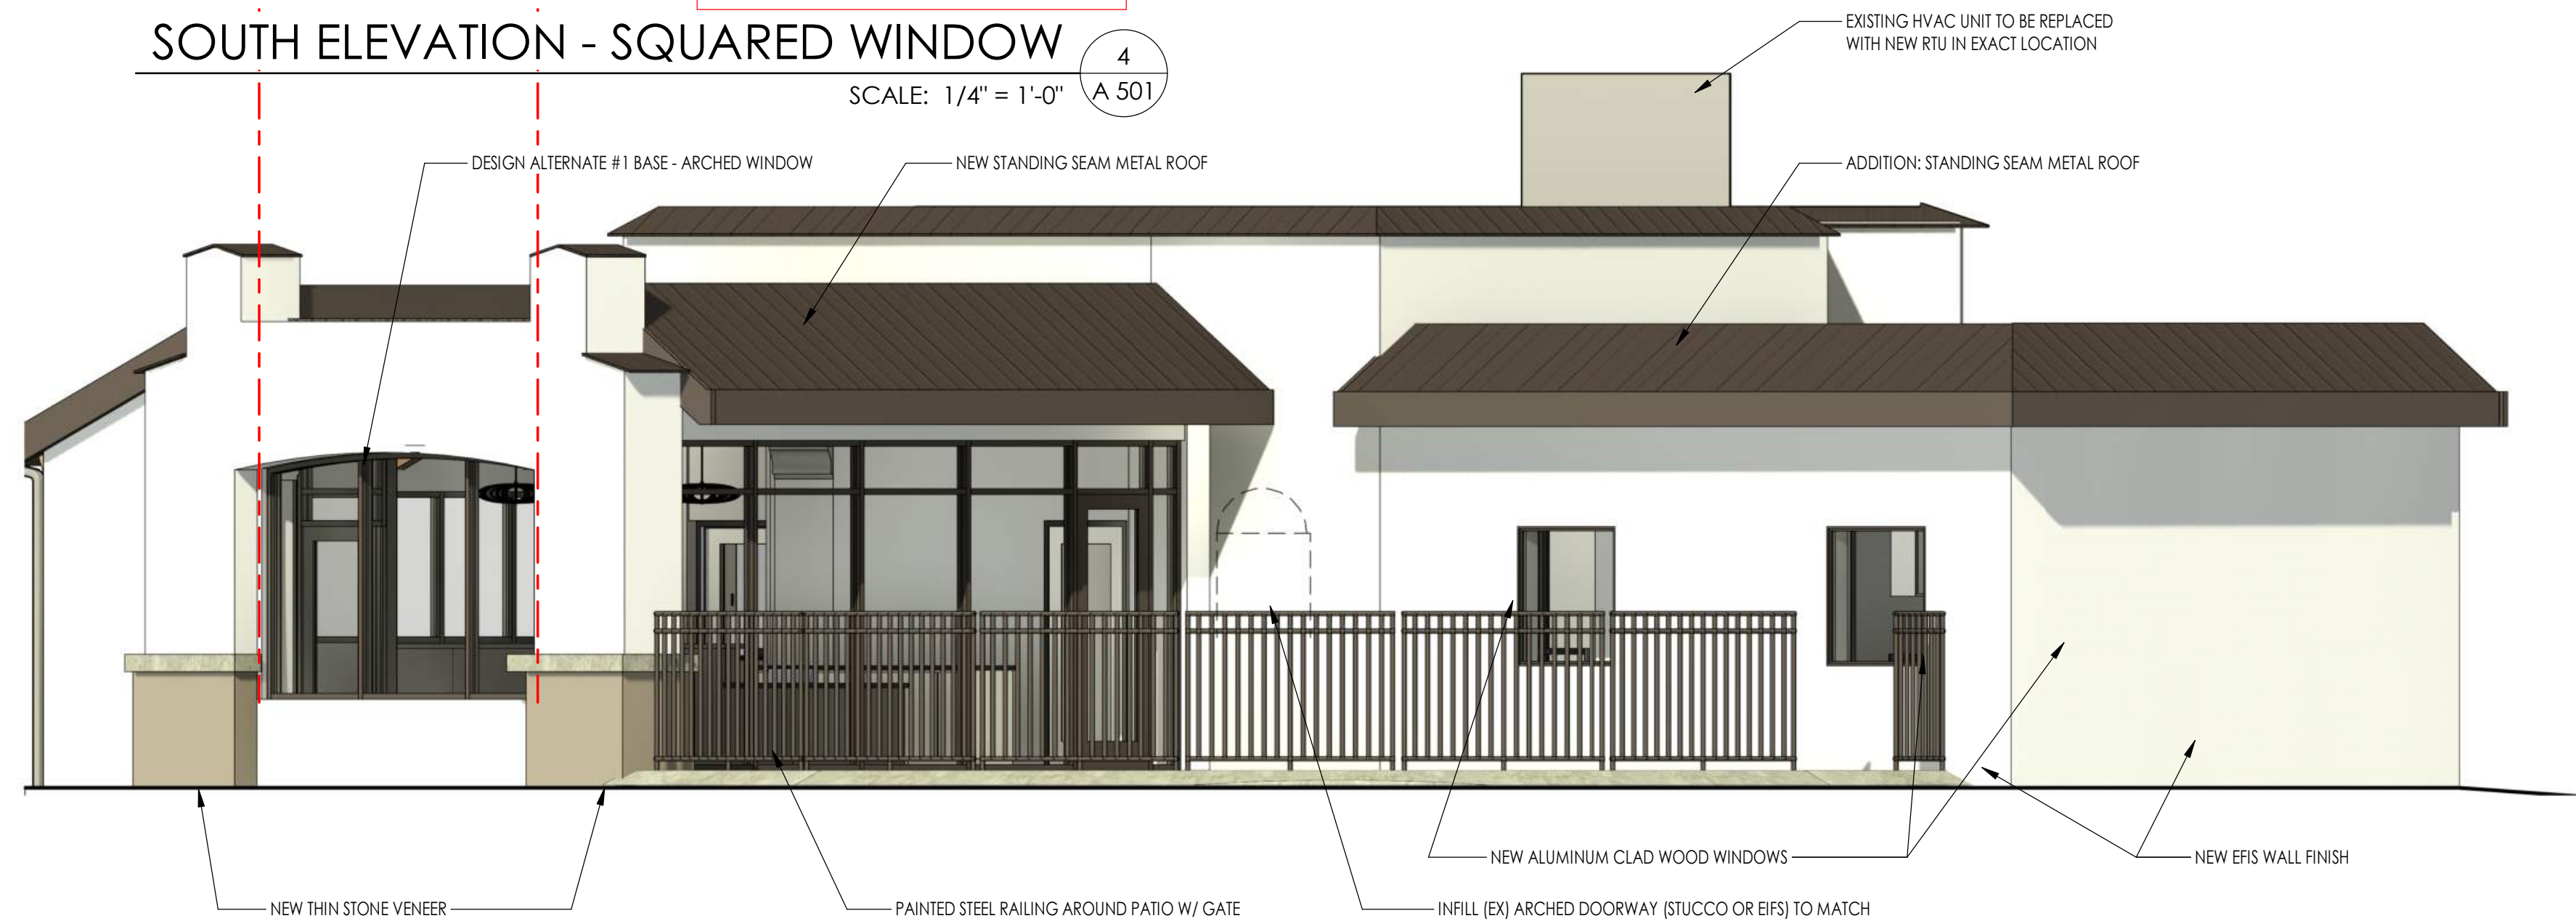 SOUTH ELEVATION - SQUARED WINDOW
4
SCALE: 1/4" = 1'-0"
A 501
EXISTING HVAC UNIT TO BE REPLACED
WITH NEW RTU IN EXACT LOCATION
DESIGN ALTERNATE #1 BASE - ARCHED WINDOW
NEW STANDING SEAM METAL ROOF
ADDITION: STANDING SEAM METAL ROOF
NEW ALUMINUM CLAD WOOD WINDOWS
NEW EFIS WALL FINISH
NEW THIN STONE VENEER
PAINTED STEEL RAILING AROUND PATIO W/ GATE
INFILL (EX) ARCHED DOORWAY (STUCCO OR EIFS) TO MATCH